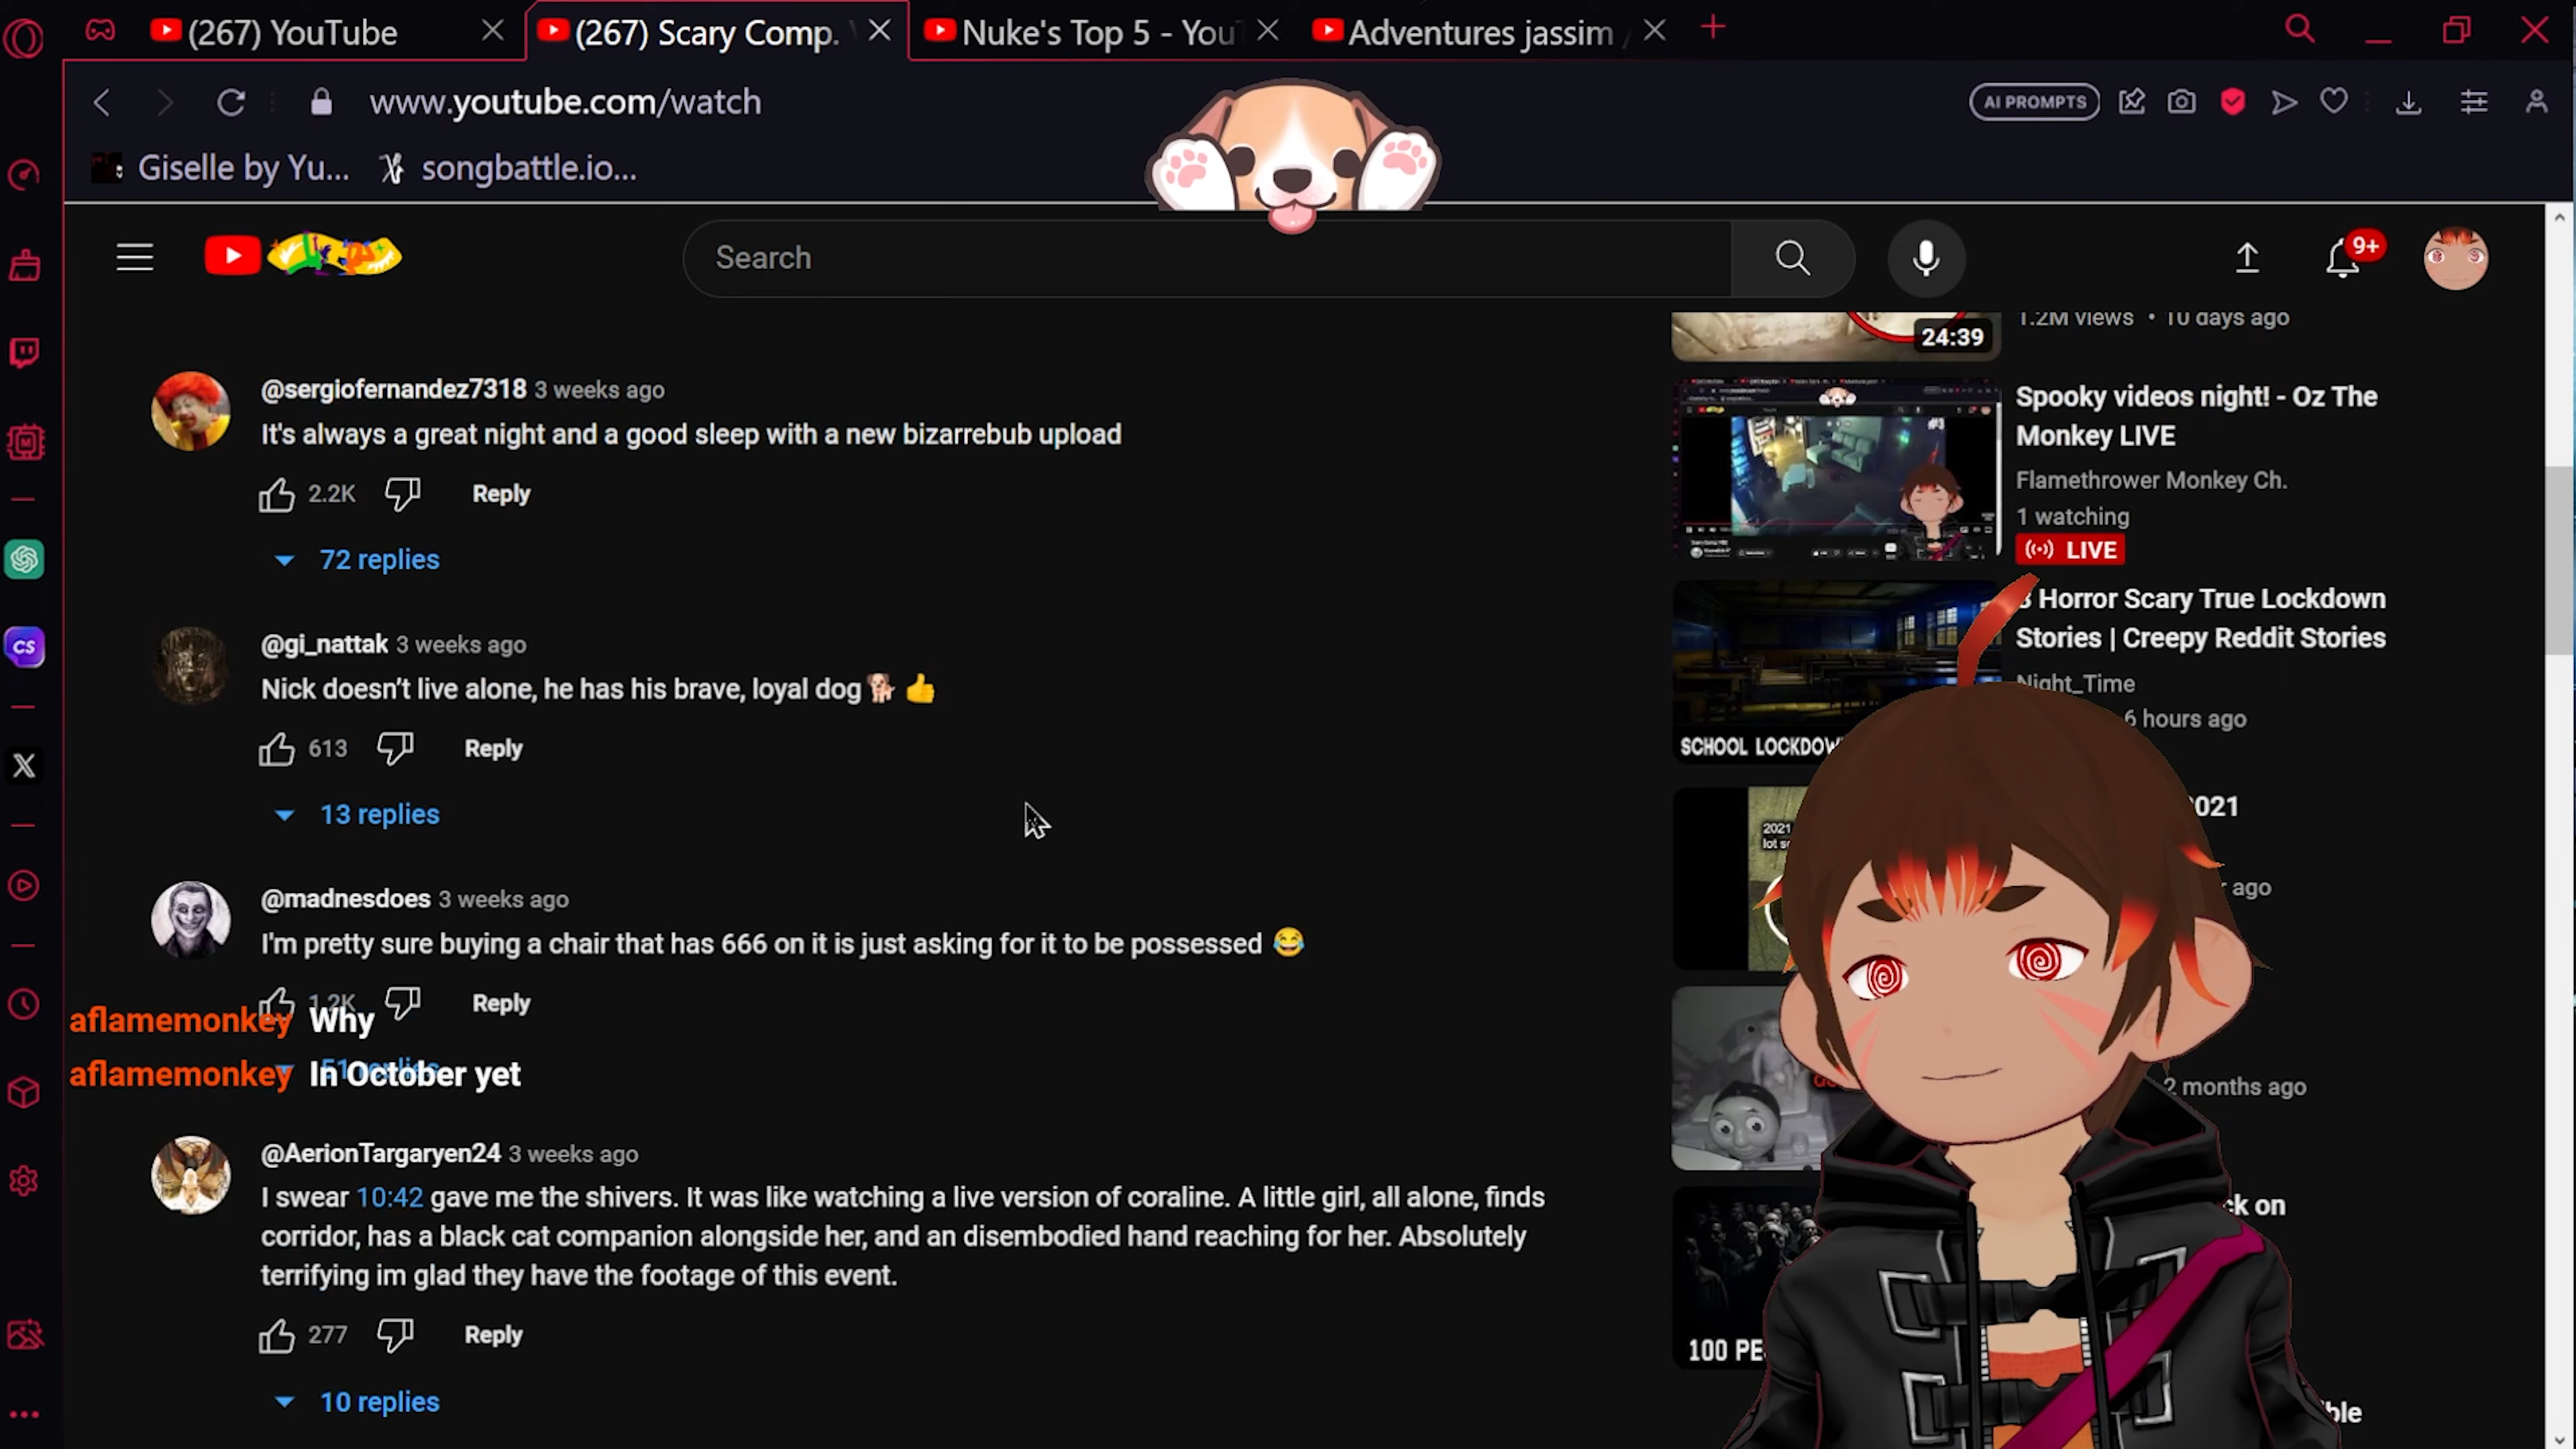 (267) YouTube
(267) Scary Comp.
Nuke's Top 5 - You
Adventures jassim
www.youtube.com/watch
AI PROMPTS
Giselle by Yu...
songbattle.io...
Search
9+
@sergiofernandez7318 3 weeks ago
It's always a great night and a good sleep with a new bizarrebub upload
2.2K Reply
72 replies
@gi_nattak 3 weeks ago
Nick doesn't live alone, he has his brave, loyal dog🐕 👍
613 Reply
13 replies
@madnesdoes 3 weeks ago
I'm pretty sure buying a chair that has 666 on it is just asking for it to be possessed 😂
1.2K Reply
51 replies
aflamemonkey Why
aflamemonkey In October yet
@AerionTargaryen24 3 weeks ago
I swear 10:42 gave me the shivers. It was like watching a live version of coraline. A little girl, all alone, finds
corridor, has a black cat companion alongside her, and an disembodied hand reaching for her. Absolutely
terrifying im glad they have the footage of this event.
277 Reply
10 replies
24:39
1.2M views • 10 days ago
#3
Spooky videos night! - Oz The
Monkey LIVE
Flamethrower Monkey Ch.
1 watching
LIVE
Horror Scary True Lockdown
Stories | Creepy Reddit Stories
Night_Time
6 hours ago
SCHOOL LOCKDOW
2021
lot
2021
ago
2 months ago
on
100 PE
CS